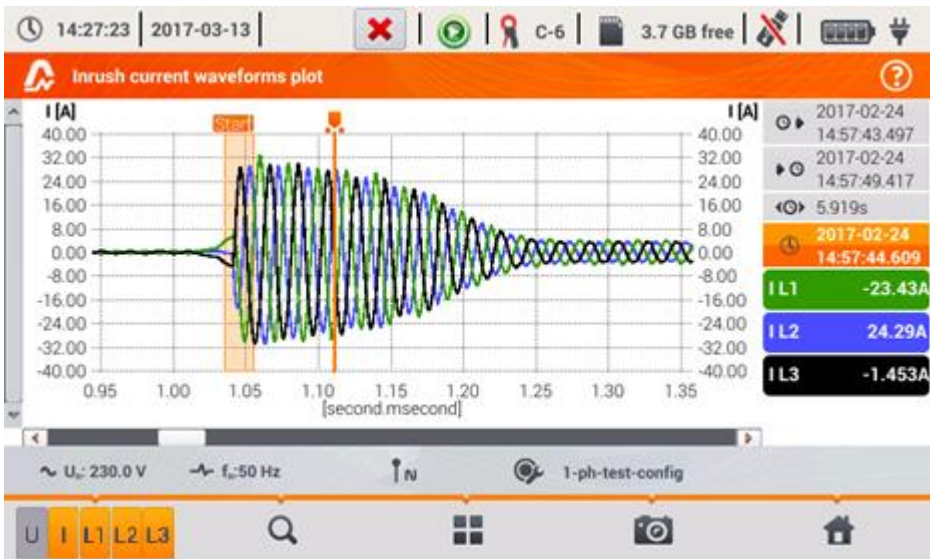 14:27:23 2017-03-13 C-6 3.7 GB free
Inrush current waveforms plot ?
I [A] I [A]
Start
40.00 40.00
32.00 32.00
24.00 24.00
16.00 16.00
8.00 8.00
0.00 0.00
-8.00 -8.00
-16.00 -16.00
-24.00 -24.00
-32.00 -32.00
-40.00 -40.00
0.95 1.00 1.05 1.10 1.15 1.20 1.25 1.30 1.35
[second.msecond]
2017-02-24
14:57:43.497
2017-02-24
14:57:49.417
5.919s
2017-02-24
14:57:44.609
I L1 -23.43A
I L2 24.29A
I L3 -1.453A
Uₙ: 230.0 V fₙ:50 Hz N 1-ph-test-config
U I L1 L2 L3